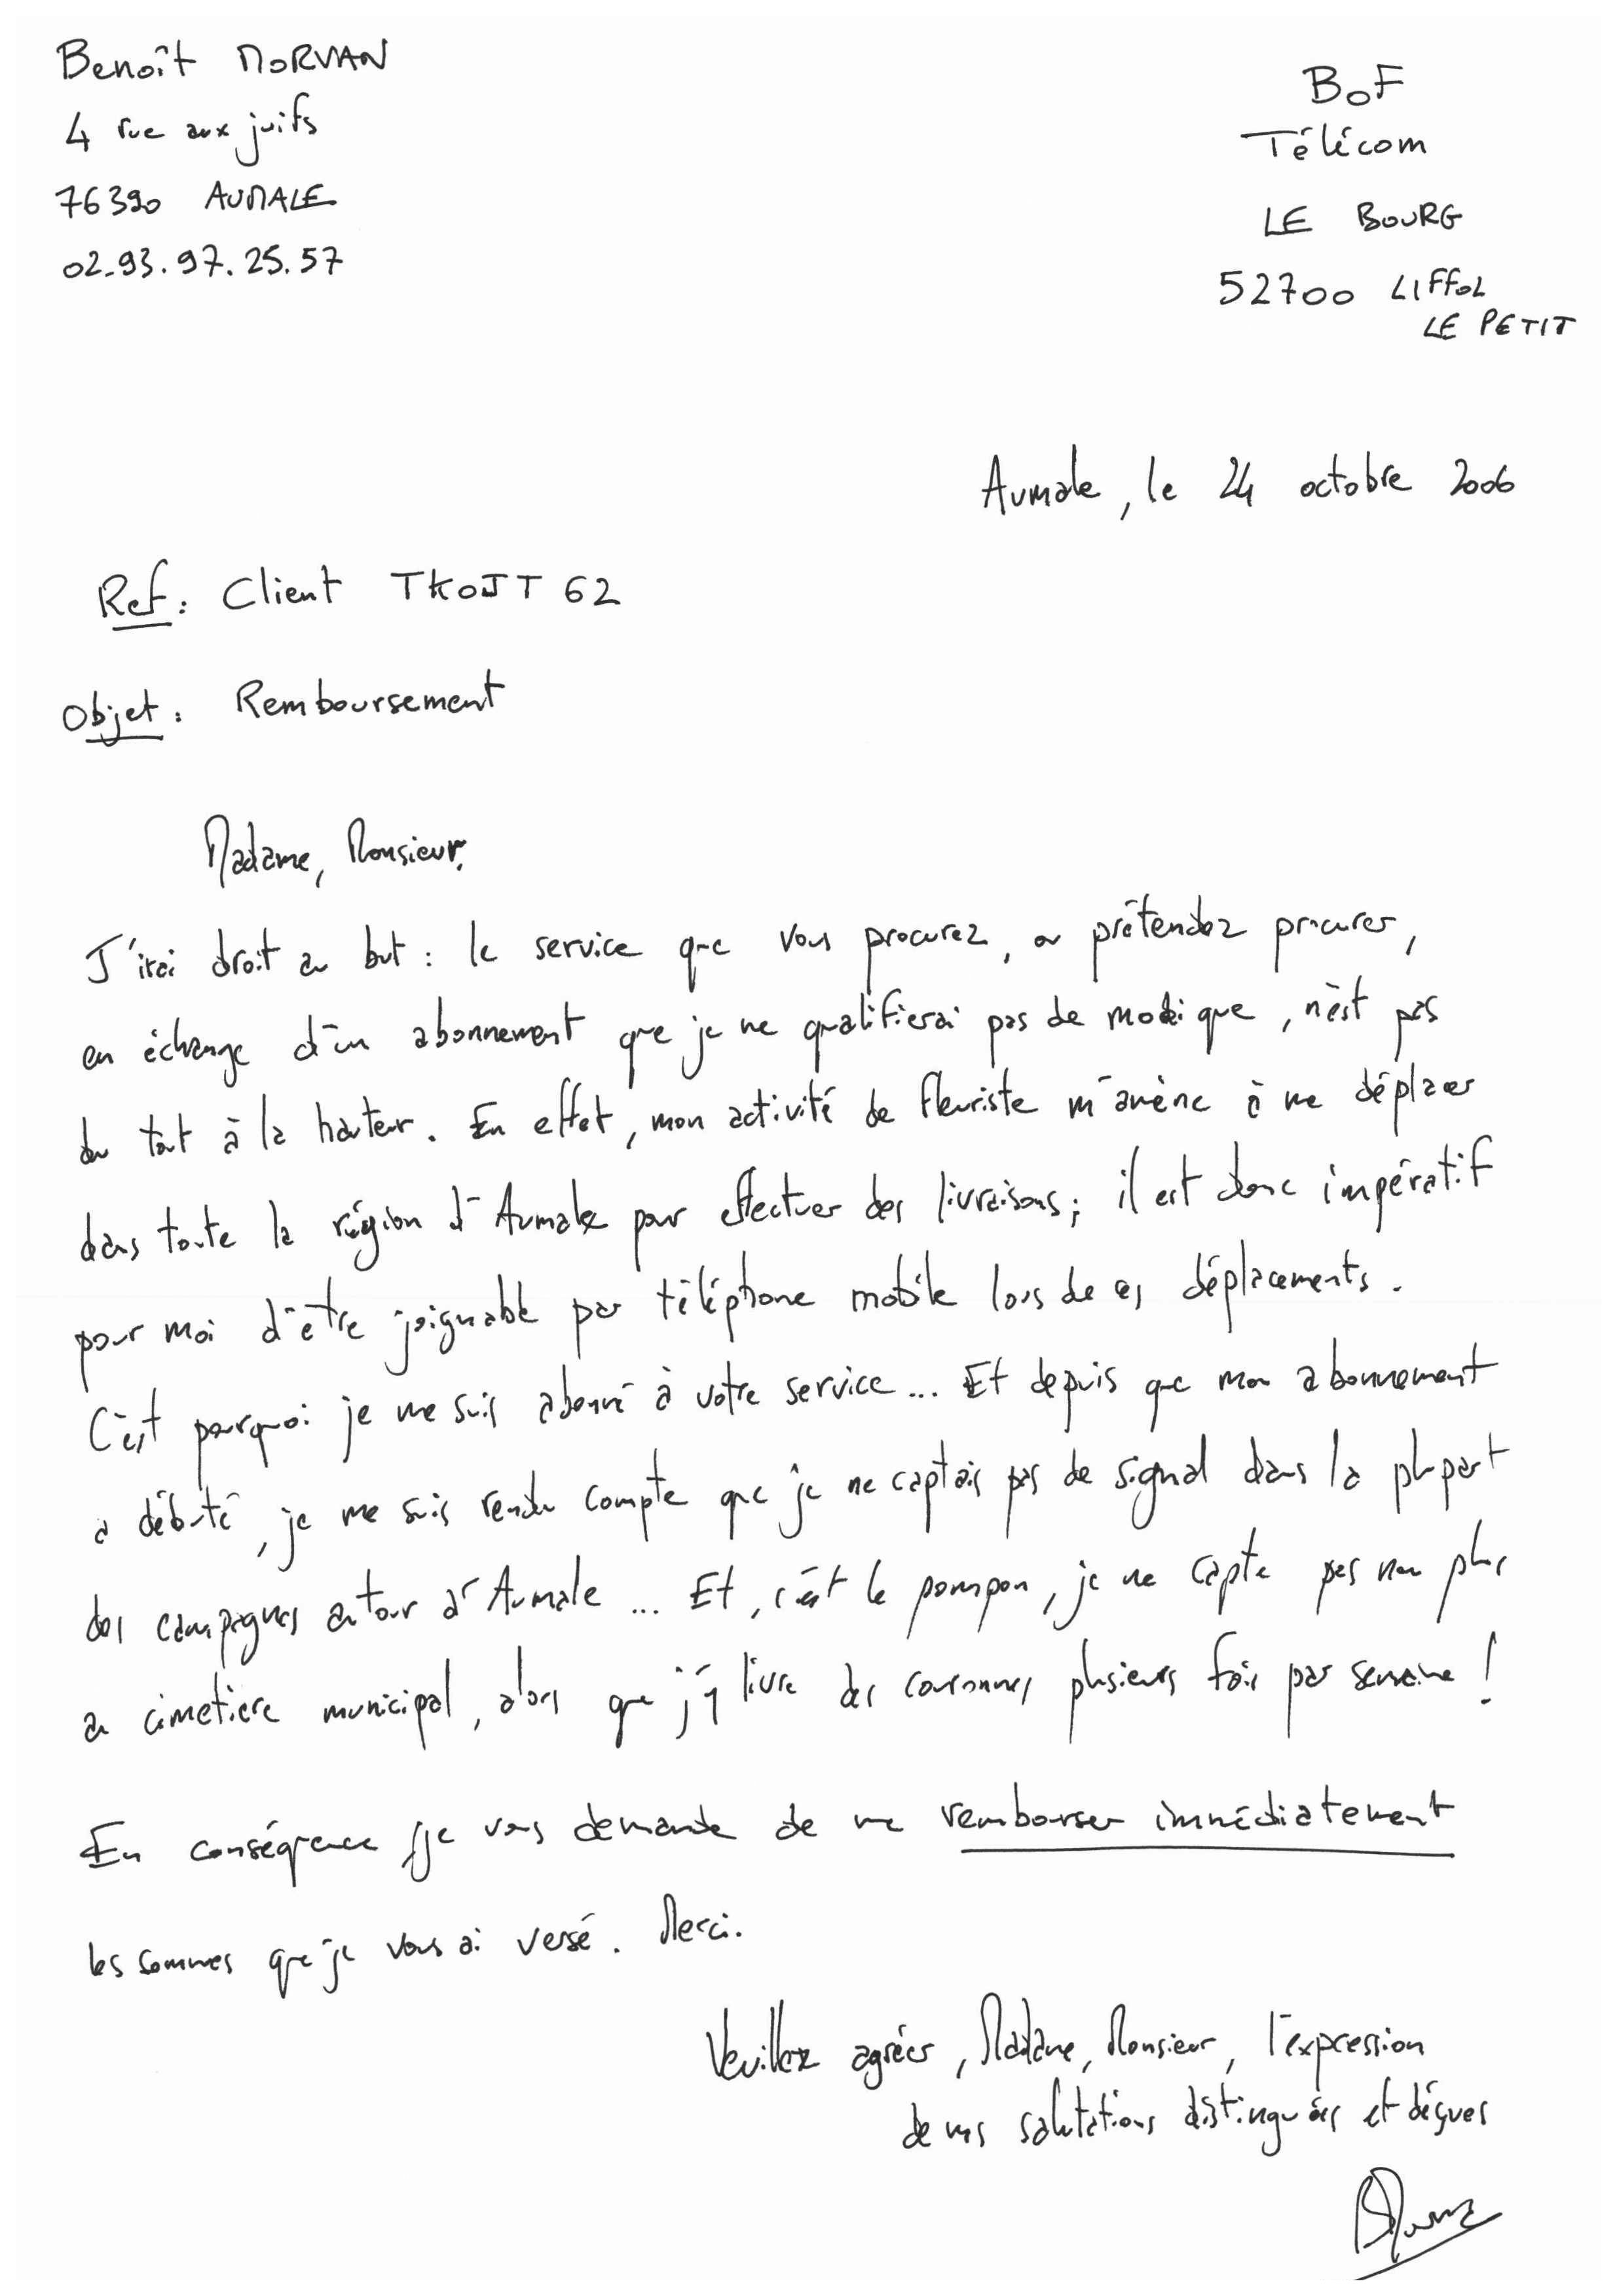 Benoît MORVAN
4 rue aux juifs
76390 AUMALE
02.93.97.25.57
BoF
Télécom
LE BOURG
52700 LIFFOL
LE PETIT
Aumale, le 24 octobre 2006
Ref : Client TKOJT62
Objet : Remboursement
Madame, Monsieur,
J'irai droit au but : le service que vous procurez, ou prétendez procurer,
en échange d'un abonnement que je ne qualifierai pas de modique, n'est pas
du tout à la hauteur. En effet, mon activité de fleuriste m'amène à me déplacer
dans toute la région d'Aumale pour effectuer des livraisons ; il est donc impératif
pour moi d'être joignable par téléphone mobile lors de ces déplacements.
C'est pourquoi je me suis abonné à votre service... Et depuis que mon abonnement
a débuté, je me suis rendu compte que je ne captais pas de signal dans la plupart
des campagnes autour d'Aumale ... Et, c'est le pompon, je ne capte pas non plus
au cimetière municipal, alors que j'y livre des couronnes plusieurs fois par semaine !
En conséquence je vous demande de me rembourser immédiatement
les sommes que je vous ai versé. Merci.
Veuillez agréer, Madame, Monsieur, l'expression
de mes salutations distinguées et déçues